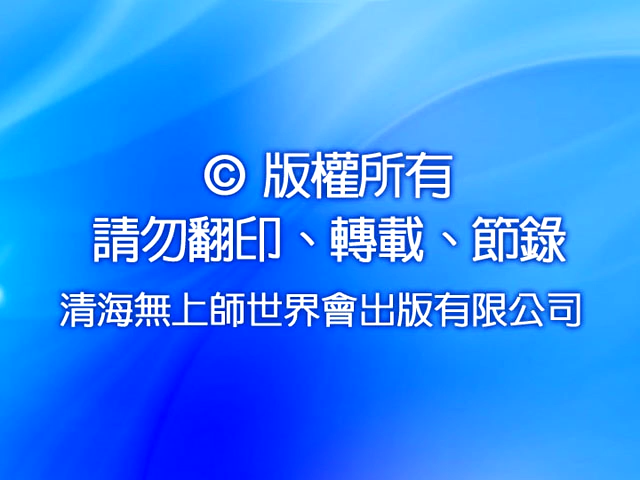 © 版權所有
請勿翻印、轉載、節錄
清海無上師世界會出版有限公司